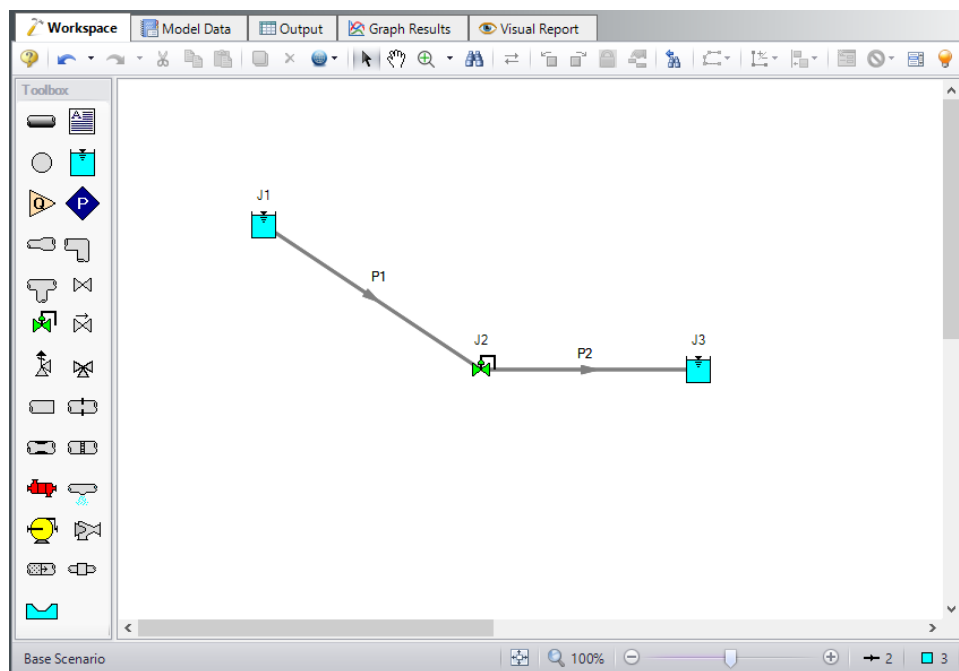 Workspace Model Data Output Graph Results Visual Report
Toolbox
A
Q P
J1
P1
J2 P2 J3
Base Scenario 100% 2 3